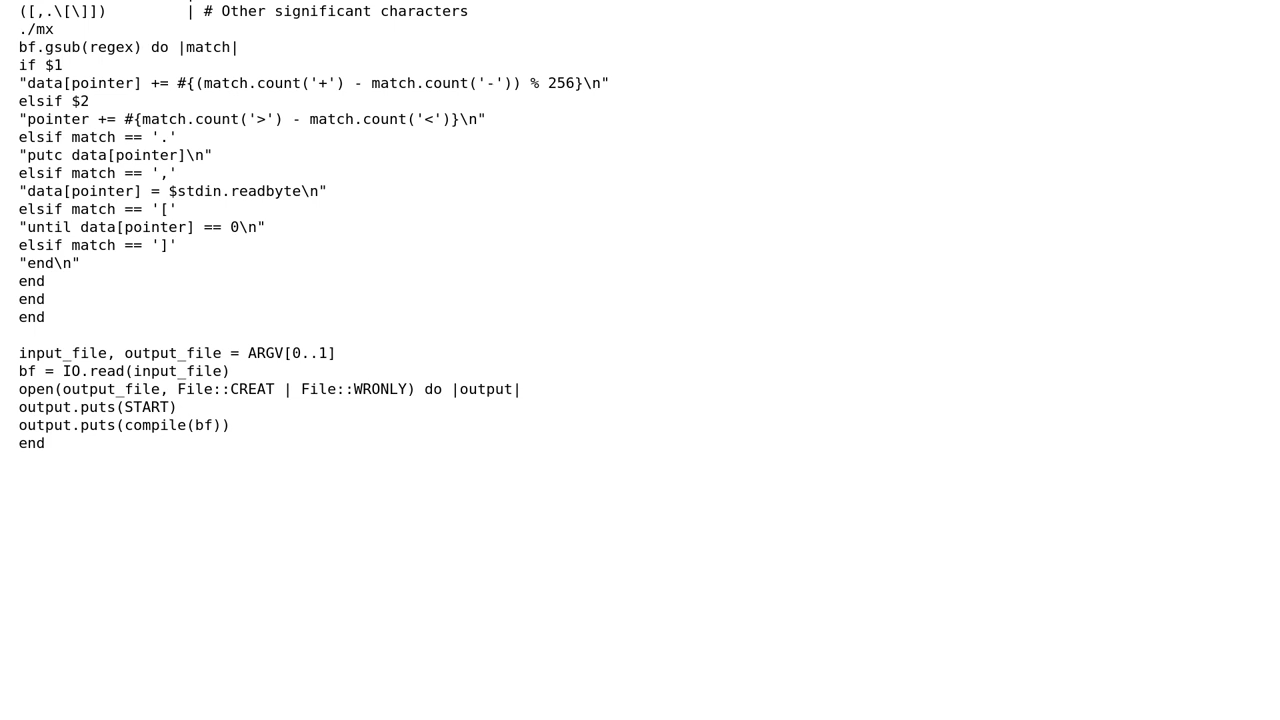 ([,.\[\]])         | # Other significant characters
./mx
bf.gsub(regex) do |match|
if $1
"data[pointer] += #{(match.count('+') - match.count('-')) % 256}\n"
elsif $2
"pointer += #{match.count('>') - match.count('<')}\n"
elsif match == '.'
"putc data[pointer]\n"
elsif match == ','
"data[pointer] = $stdin.readbyte\n"
elsif match == '['
"until data[pointer] == 0\n"
elsif match == ']'
"end\n"
end
end
end

input_file, output_file = ARGV[0..1]
bf = IO.read(input_file)
open(output_file, File::CREAT | File::WRONLY) do |output|
output.puts(START)
output.puts(compile(bf))
end